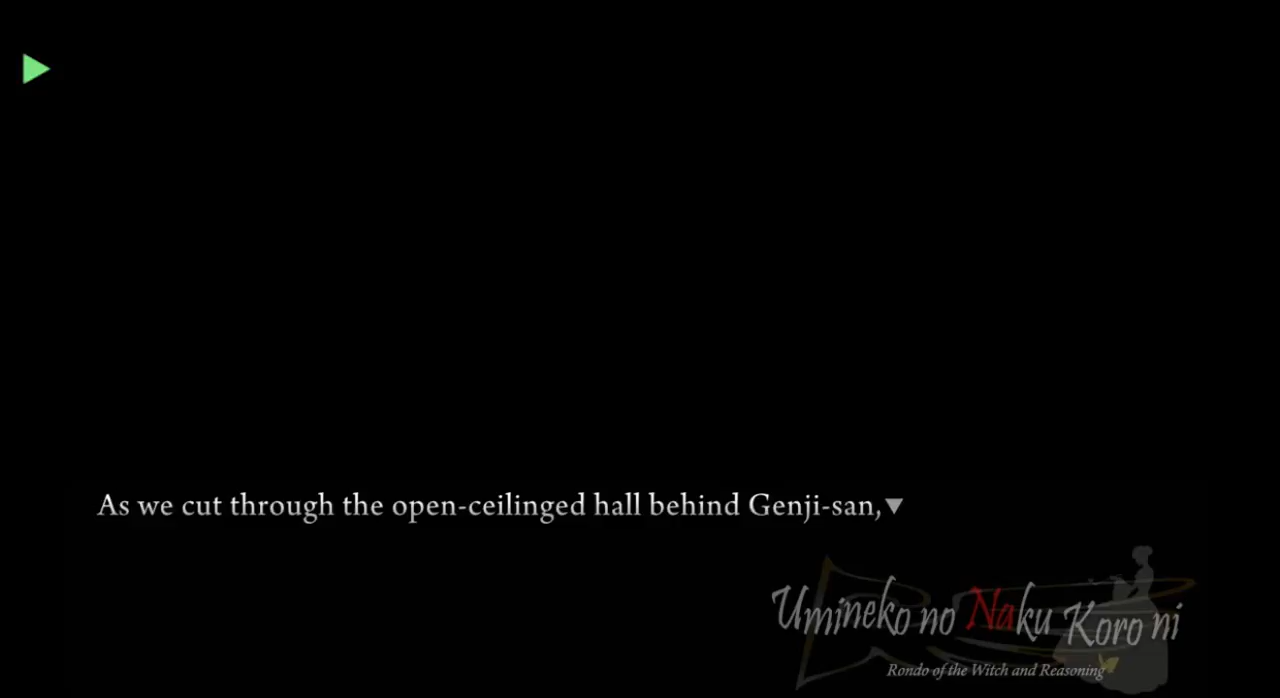 As we cut through the open-ceilinged hall behind Genji-san,
Umineko no Naku Koro ni
Rondo of the Witch and Reasoning